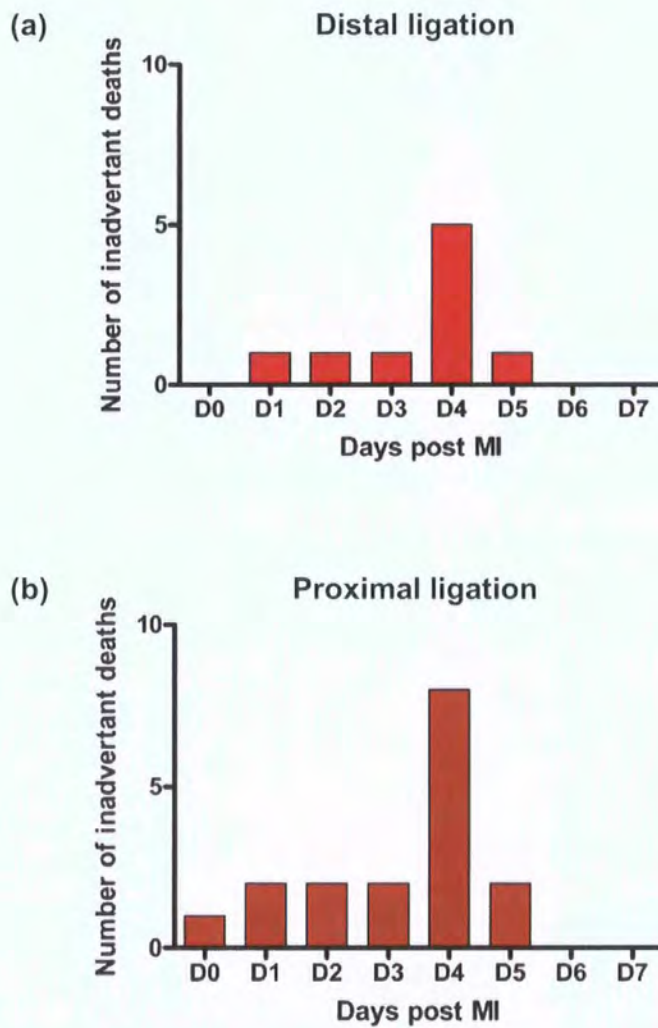 (a)
Distal ligation
Number of inadvertant deaths
10
5
0
D0 D1 D2 D3 D4 D5 D6 D7
Days post MI
(b)
Proximal ligation
Number of inadvertant deaths
10
5
0
D0 D1 D2 D3 D4 D5 D6 D7
Days post MI